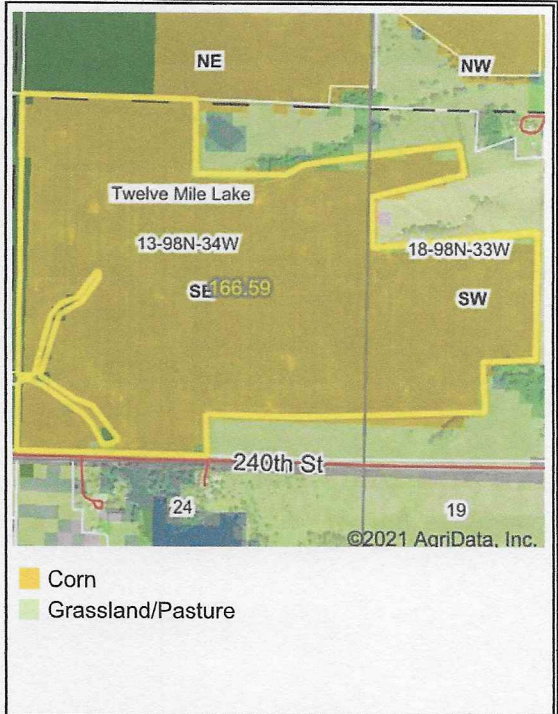 NE
NW
Twelve Mile Lake
13-98N-34W
18-98N-33W
SE
166.59
SW
240th St
24
19
©2021 AgriData, Inc.
Corn
Grassland/Pasture